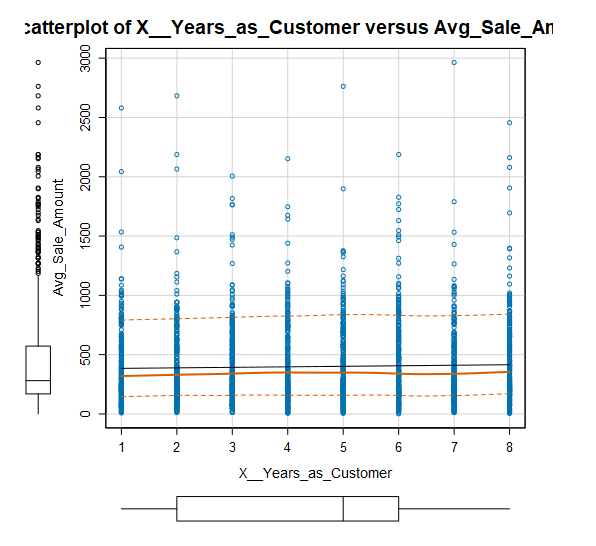 catterplot of X__Years_as_Customer versus Avg_Sale_Am
3000
2500
2000
1500
1000
500
0
Avg_Sale_Amount
1 2 3 4 5 6 7 8
X__Years_as_Customer